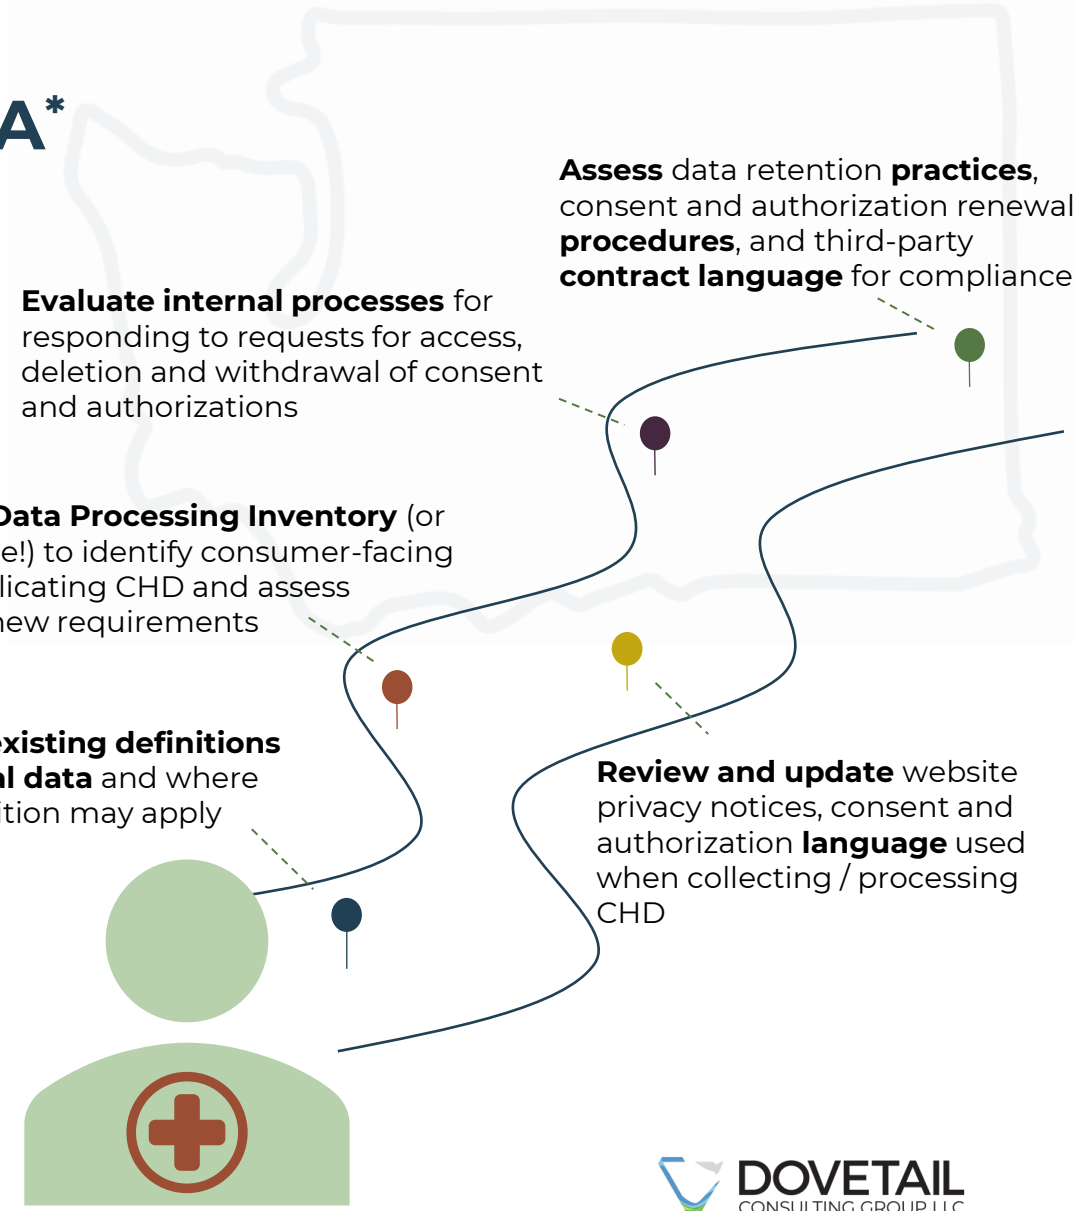 A*
Assess data retention practices,
consent and authorization renewal
procedures, and third-party
contract language for compliance
Evaluate internal processes for
responding to requests for access,
deletion and withdrawal of consent
and authorizations
Data Processing Inventory (or
e!) to identify consumer-facing
licating CHD and assess
new requirements
existing definitions
al data and where
ition may apply
Review and update website
privacy notices, consent and
authorization language used
when collecting / processing
CHD
DOVETAIL
CONSULTING GROUP LLC